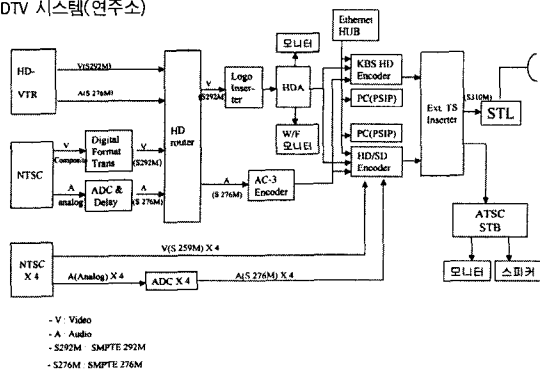 DTV 시스템(연주소)
Ethernet
HUB
모니터
HD-
VTR
V(S292M)
A(S 276M)
V
(S292M)
Logo
Inser-
ter
HDA
KBS HD
Encoder
PC(PSIP)
PC(PSIP)
HD/SD
Encoder
Ext. TS
Inserter
(S310M)
STL
W/F
모니터
HD
router
NTSC
V
Composite
Digital
Format
Trans
V
(S292M)
A
analog
ADC &
Delay
A
(S 276M)
A
(S 276M)
AC-3
Encoder
ATSC
STB
모니터
스피커
NTSC
X 4
V(S 259M) X 4
A(Analog) X 4
ADC X 4
A(S 276M) X 4
- V : Video
- A : Audio
- S292M : SMPTE 292M
- S276M : SMPTE 276M